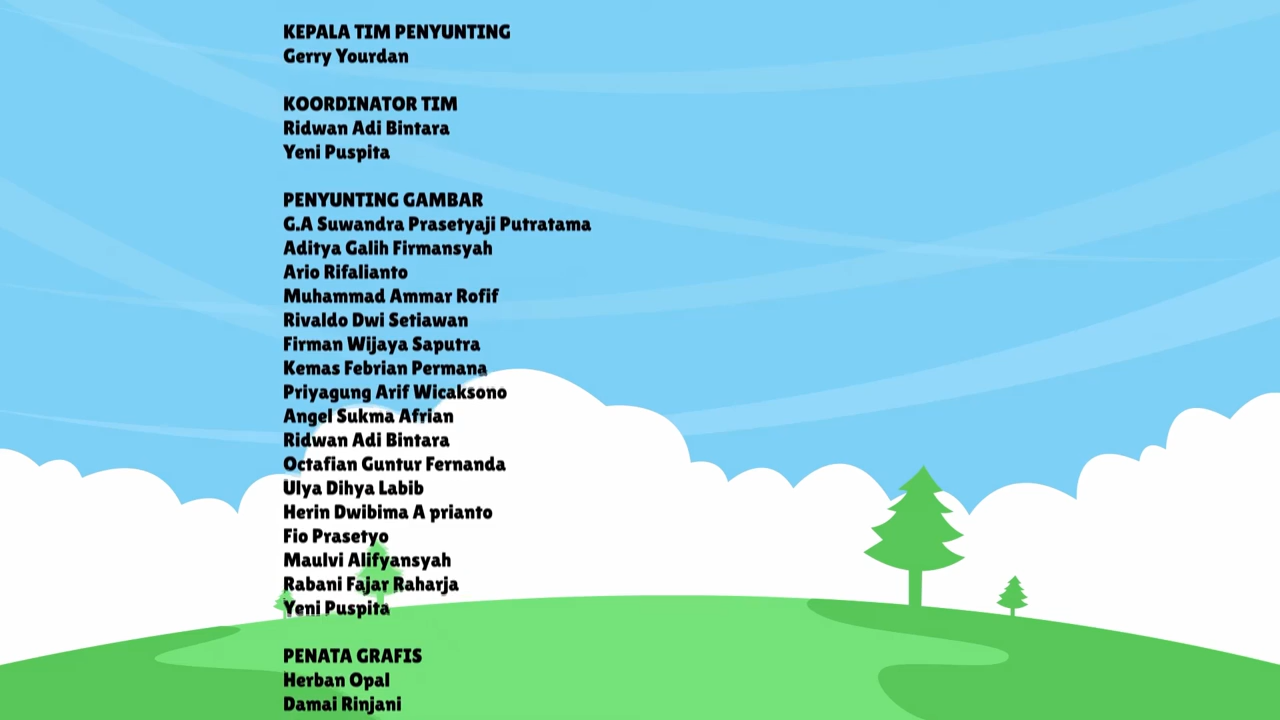 KEPALA TIM PENYUNTING
Gerry Yourdan
KOORDINATOR TIM
Ridwan Adi Bintara
Yeni Puspita
PENYUNTING GAMBAR
G.A Suwandra Prasetyaji Putratama
Aditya Galih Firmansyah
Ario Rifalianto
Muhammad Ammar Rofif
Rivaldo Dwi Setiawan
Firman Wijaya Saputra
Kemas Febrian Permana
Priyagung Arif Wicaksono
Angel Sukma Afrian
Ridwan Adi Bintara
Octafian Guntur Fernanda
Ulya Dihya Labib
Herin Dwibima A prianto
Fio Prasetyo
Maulvi Alifyansyah
Rabani Fajar Raharja
Yeni Puspita
PENATA GRAFIS
Herban Opal
Damai Rinjani